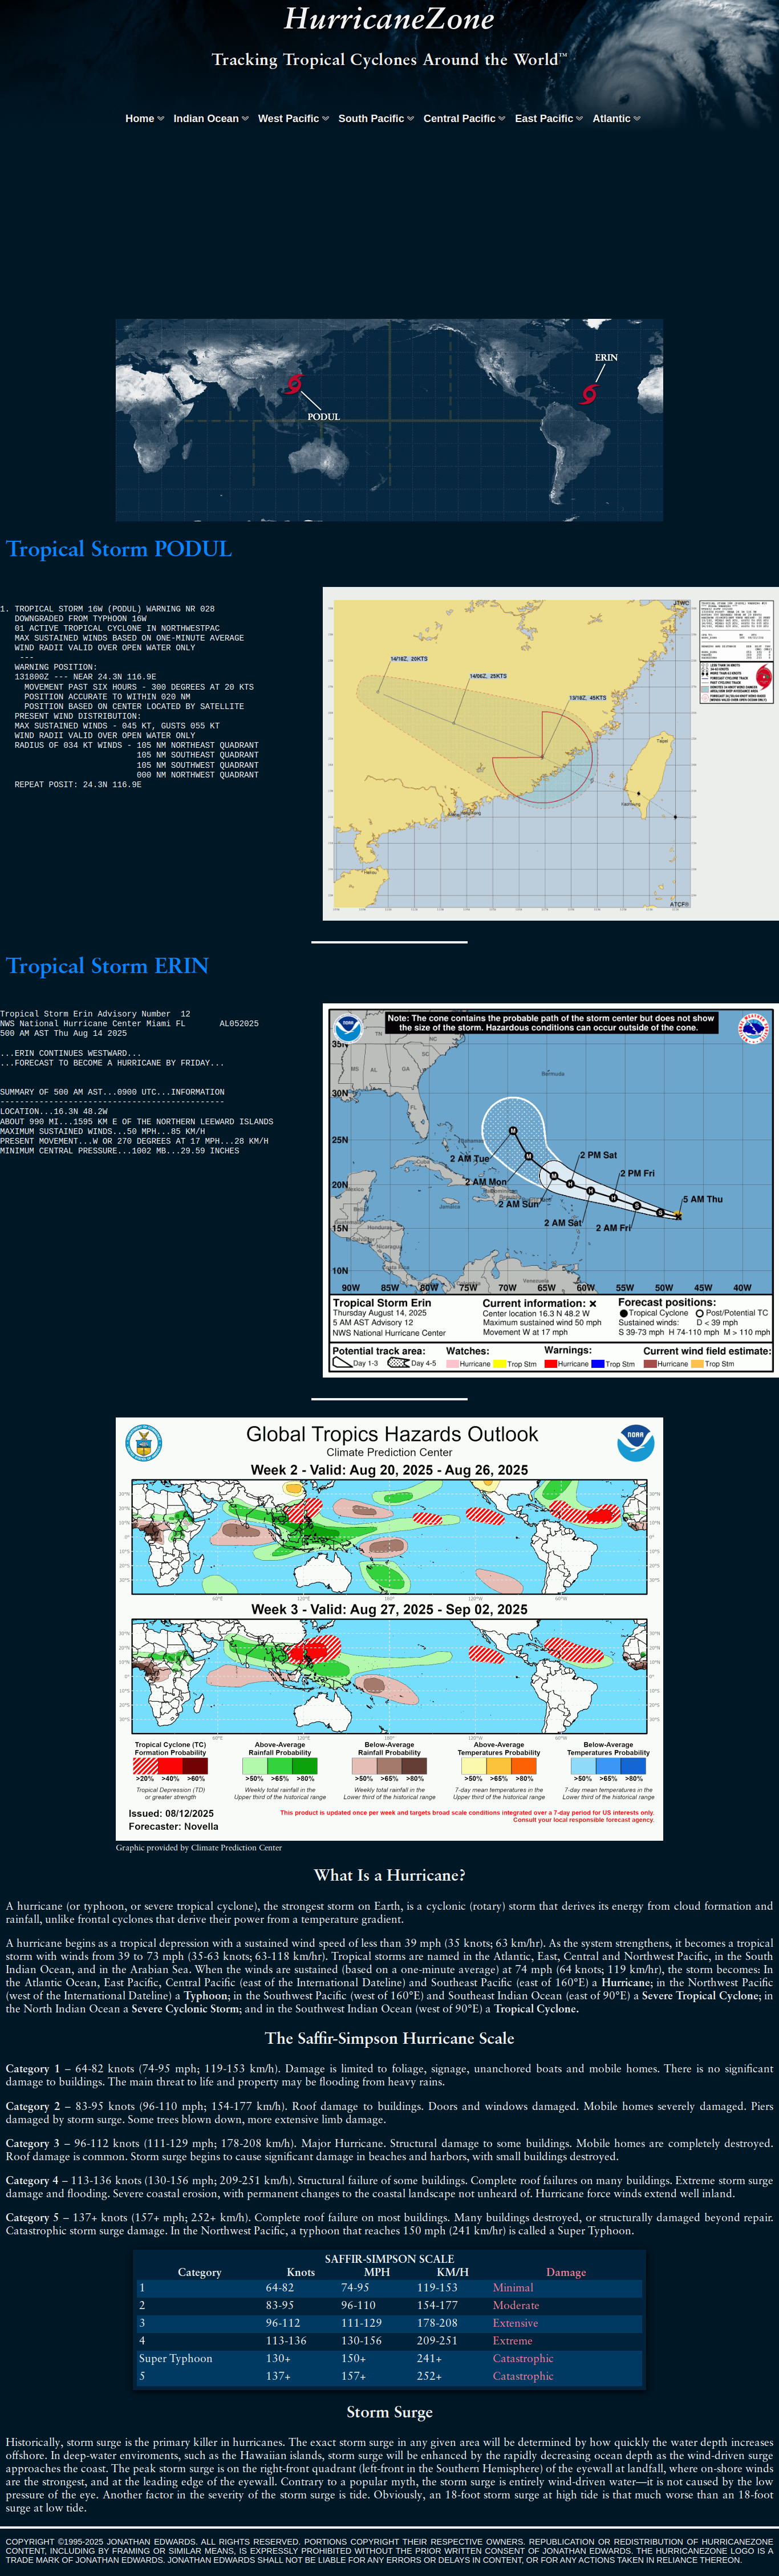 HurricaneZone
Tracking Tropical Cyclones Around the World™
Home Indian Ocean West Pacific South Pacific Central Pacific East Pacific Atlantic
ERIN
PODUL
Tropical Storm PODUL
1. TROPICAL STORM 16W (PODUL) WARNING NR 028
DOWNGRADED FROM TYPHOON 16W
01 ACTIVE TROPICAL CYCLONE IN NORTHWESTPAC
MAX SUSTAINED WINDS BASED ON ONE-MINUTE AVERAGE
WIND RADII VALID OVER OPEN WATER ONLY
---
WARNING POSITION:
131800Z --- NEAR 24.3N 116.9E
MOVEMENT PAST SIX HOURS - 300 DEGREES AT 20 KTS
POSITION ACCURATE TO WITHIN 020 NM
POSITION BASED ON CENTER LOCATED BY SATELLITE
PRESENT WIND DISTRIBUTION:
MAX SUSTAINED WINDS - 045 KT, GUSTS 055 KT
WIND RADII VALID OVER OPEN WATER ONLY
RADIUS OF 034 KT WINDS - 105 NM NORTHEAST QUADRANT
105 NM SOUTHEAST QUADRANT
105 NM SOUTHWEST QUADRANT
000 NM NORTHWEST QUADRANT
REPEAT POSIT: 24.3N 116.9E
JTWC
14/18Z, 20KTS
14/06Z, 25KTS
13/18Z, 45KTS
Taipei
Hong Kong
ATCF®
Tropical Storm ERIN
Tropical Storm Erin Advisory Number 12
NWS National Hurricane Center Miami FL AL052025
500 AM AST Thu Aug 14 2025
...ERIN CONTINUES WESTWARD...
...FORECAST TO BECOME A HURRICANE BY FRIDAY...
SUMMARY OF 500 AM AST...0900 UTC...INFORMATION
----------------------------------------------
LOCATION...16.3N 48.2W
ABOUT 990 MI...1595 KM E OF THE NORTHERN LEEWARD ISLANDS
MAXIMUM SUSTAINED WINDS...50 MPH...85 KM/H
PRESENT MOVEMENT...W OR 270 DEGREES AT 17 MPH...28 KM/H
MINIMUM CENTRAL PRESSURE...1002 MB...29.59 INCHES
Note: The cone contains the probable path of the storm center but does not show
the size of the storm. Hazardous conditions can occur outside of the cone.
35N
TN
NC
SC
MS AL GA
Bermuda
30N
FL
25N
Bahamas
2 AM Tue
2 PM Sat
Cuba
2 PM Fri
20N
2 AM Mon
5 AM Thu
Jamaica
2 AM Sun
2 AM Sat
2 AM Fri
15N
Nicaragua
10N
Venezuela
90W 85W 80W 75W 70W 65W 60W 55W 50W 45W 40W
Tropical Storm Erin
Thursday August 14, 2025
5 AM AST Advisory 12
NWS National Hurricane Center
Current information: ✖
Center location 16.3 N 48.2 W
Maximum sustained wind 50 mph
Movement W at 17 mph
Forecast positions:
Tropical Cyclone Post/Potential TC
Sustained winds: D < 39 mph
S 39-73 mph H 74-110 mph M > 110 mph
Potential track area:
Day 1-3 Day 4-5
Watches:
Hurricane Trop Stm
Warnings:
Hurricane Trop Stm
Current wind field estimate:
Hurricane Trop Stm
Global Tropics Hazards Outlook
Climate Prediction Center
NOAA
Week 2 - Valid: Aug 20, 2025 - Aug 26, 2025
30°N
20°N
10°N
0°
10°S
20°S
30°S
60°E 120°E 180° 120°W 60°W
Week 3 - Valid: Aug 27, 2025 - Sep 02, 2025
30°N
20°N
10°N
0°
10°S
20°S
30°S
60°E 120°E 180° 120°W 60°W
Tropical Cyclone (TC)
Formation Probability
>20% >40% >60%
Tropical Depression (TD)
or greater strength
Above-Average
Rainfall Probability
>50% >65% >80%
Weekly total rainfall in the
Upper third of the historical range
Below-Average
Rainfall Probability
>50% >65% >80%
Weekly total rainfall in the
Lower third of the historical range
Above-Average
Temperatures Probability
>50% >65% >80%
7-day mean temperatures in the
Upper third of the historical range
Below-Average
Temperatures Probability
>50% >65% >80%
7-day mean temperatures in the
Lower third of the historical range
Issued: 08/12/2025
Forecaster: Novella
This product is updated once per week and targets broad scale conditions integrated over a 7-day period for US interests only.
Consult your local responsible forecast agency.
Graphic provided by Climate Prediction Center
What Is a Hurricane?
A hurricane (or typhoon, or severe tropical cyclone), the strongest storm on Earth, is a cyclonic (rotary) storm that derives its energy from cloud formation and
rainfall, unlike frontal cyclones that derive their power from a temperature gradient.
A hurricane begins as a tropical depression with a sustained wind speed of less than 39 mph (35 knots; 63 km/hr). As the system strengthens, it becomes a tropical
storm with winds from 39 to 73 mph (35-63 knots; 63-118 km/hr). Tropical storms are named in the Atlantic, East, Central and Northwest Pacific, in the South
Indian Ocean, and in the Arabian Sea. When the winds are sustained (based on a one-minute average) at 74 mph (64 knots; 119 km/hr), the storm becomes: In
the Atlantic Ocean, East Pacific, Central Pacific (east of the International Dateline) and Southeast Pacific (east of 160°E) a Hurricane; in the Northwest Pacific
(west of the International Dateline) a Typhoon; in the Southwest Pacific (west of 160°E) and Southeast Indian Ocean (east of 90°E) a Severe Tropical Cyclone; in
the North Indian Ocean a Severe Cyclonic Storm; and in the Southwest Indian Ocean (west of 90°E) a Tropical Cyclone.
The Saffir-Simpson Hurricane Scale
Category 1 – 64-82 knots (74-95 mph; 119-153 km/h). Damage is limited to foliage, signage, unanchored boats and mobile homes. There is no significant
damage to buildings. The main threat to life and property may be flooding from heavy rains.
Category 2 – 83-95 knots (96-110 mph; 154-177 km/h). Roof damage to buildings. Doors and windows damaged. Mobile homes severely damaged. Piers
damaged by storm surge. Some trees blown down, more extensive limb damage.
Category 3 – 96-112 knots (111-129 mph; 178-208 km/h). Major Hurricane. Structural damage to some buildings. Mobile homes are completely destroyed.
Roof damage is common. Storm surge begins to cause significant damage in beaches and harbors, with small buildings destroyed.
Category 4 – 113-136 knots (130-156 mph; 209-251 km/h). Structural failure of some buildings. Complete roof failures on many buildings. Extreme storm surge
damage and flooding. Severe coastal erosion, with permanent changes to the coastal landscape not unheard of. Hurricane force winds extend well inland.
Category 5 – 137+ knots (157+ mph; 252+ km/h). Complete roof failure on most buildings. Many buildings destroyed, or structurally damaged beyond repair.
Catastrophic storm surge damage. In the Northwest Pacific, a typhoon that reaches 150 mph (241 km/hr) is called a Super Typhoon.
SAFFIR-SIMPSON SCALE
Category Knots MPH KM/H Damage
1 64-82 74-95 119-153 Minimal
2 83-95 96-110 154-177 Moderate
3 96-112 111-129 178-208 Extensive
4 113-136 130-156 209-251 Extreme
Super Typhoon 130+ 150+ 241+ Catastrophic
5 137+ 157+ 252+ Catastrophic
Storm Surge
Historically, storm surge is the primary killer in hurricanes. The exact storm surge in any given area will be determined by how quickly the water depth increases
offshore. In deep-water enviroments, such as the Hawaiian islands, storm surge will be enhanced by the rapidly decreasing ocean depth as the wind-driven surge
approaches the coast. The peak storm surge is on the right-front quadrant (left-front in the Southern Hemisphere) of the eyewall at landfall, where on-shore winds
are the strongest, and at the leading edge of the eyewall. Contrary to a popular myth, the storm surge is entirely wind-driven water—it is not caused by the low
pressure of the eye. Another factor in the severity of the storm surge is tide. Obviously, an 18-foot storm surge at high tide is that much worse than an 18-foot
surge at low tide.
COPYRIGHT ©1995-2025 JONATHAN EDWARDS. ALL RIGHTS RESERVED. PORTIONS COPYRIGHT THEIR RESPECTIVE OWNERS. REPUBLICATION OR REDISTRIBUTION OF HURRICANEZONE
CONTENT, INCLUDING BY FRAMING OR SIMILAR MEANS, IS EXPRESSLY PROHIBITED WITHOUT THE PRIOR WRITTEN CONSENT OF JONATHAN EDWARDS. THE HURRICANEZONE LOGO IS A
TRADE MARK OF JONATHAN EDWARDS. JONATHAN EDWARDS SHALL NOT BE LIABLE FOR ANY ERRORS OR DELAYS IN CONTENT, OR FOR ANY ACTIONS TAKEN IN RELIANCE THEREON.